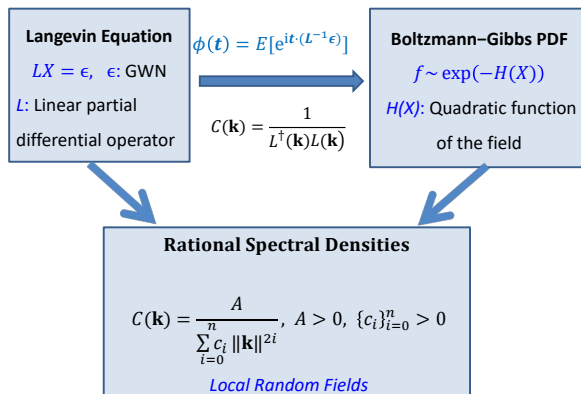 Langevin Equation
LX = ϵ, ϵ: GWN
L: Linear partial
differential operator
ϕ(t) = E[e^{it·(L^{-1}ϵ)}]
C(k) = 1 / (L^†(k)L(k))
Boltzmann–Gibbs PDF
f ~ exp(−H(X))
H(X): Quadratic function
of the field
Rational Spectral Densities
C(k) = A / (∑_{i=0}^{n} c_i ‖k‖^{2i}), A > 0, {c_i}_{i=0}^{n} > 0
Local Random Fields